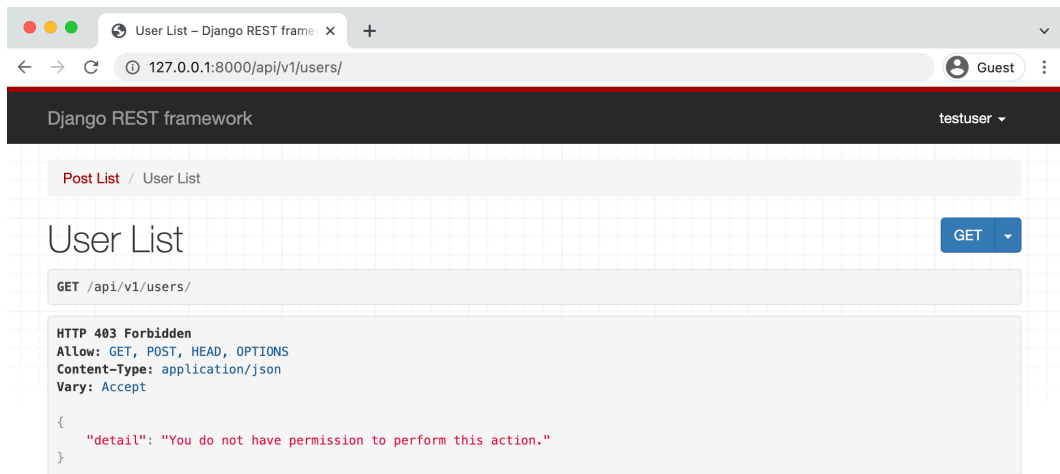 User List – Django REST frame
127.0.0.1:8000/api/v1/users/
Guest
Django REST framework
testuser
Post List / User List
User List
GET
GET /api/v1/users/
HTTP 403 Forbidden
Allow: GET, POST, HEAD, OPTIONS
Content-Type: application/json
Vary: Accept
{
"detail": "You do not have permission to perform this action."
}